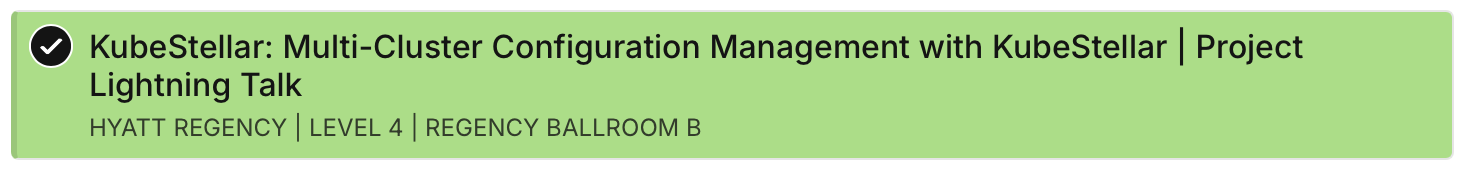 KubeStellar: Multi-Cluster Configuration Management with KubeStellar | Project
Lightning Talk
HYATT REGENCY | LEVEL 4 | REGENCY BALLROOM B